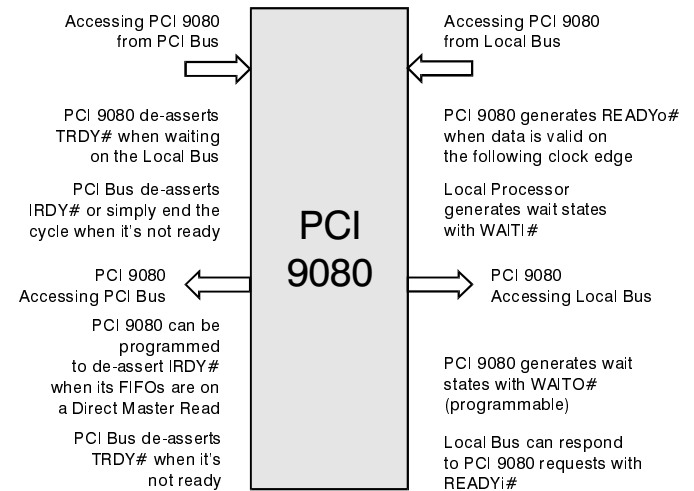 Accessing PCI 9080
from PCI Bus
PCI 9080 de-asserts
TRDY# when waiting
on the Local Bus
PCI Bus de-asserts
IRDY# or simply end the
cycle when it's not ready
PCI 9080
Accessing PCI Bus
PCI 9080 can be
programmed
to de-assert IRDY#
when its FIFOs are on
a Direct Master Read
PCI Bus de-asserts
TRDY# when it's
not ready
PCI
9080
Accessing PCI 9080
from Local Bus
PCI 9080 generates READYo#
when data is valid on
the following clock edge
Local Processor
generates wait states
with WAITI#
PCI 9080
Accessing Local Bus
PCI 9080 generates wait
states with WAITO#
(programmable)
Local Bus can respond
to PCI 9080 requests with
READYi#